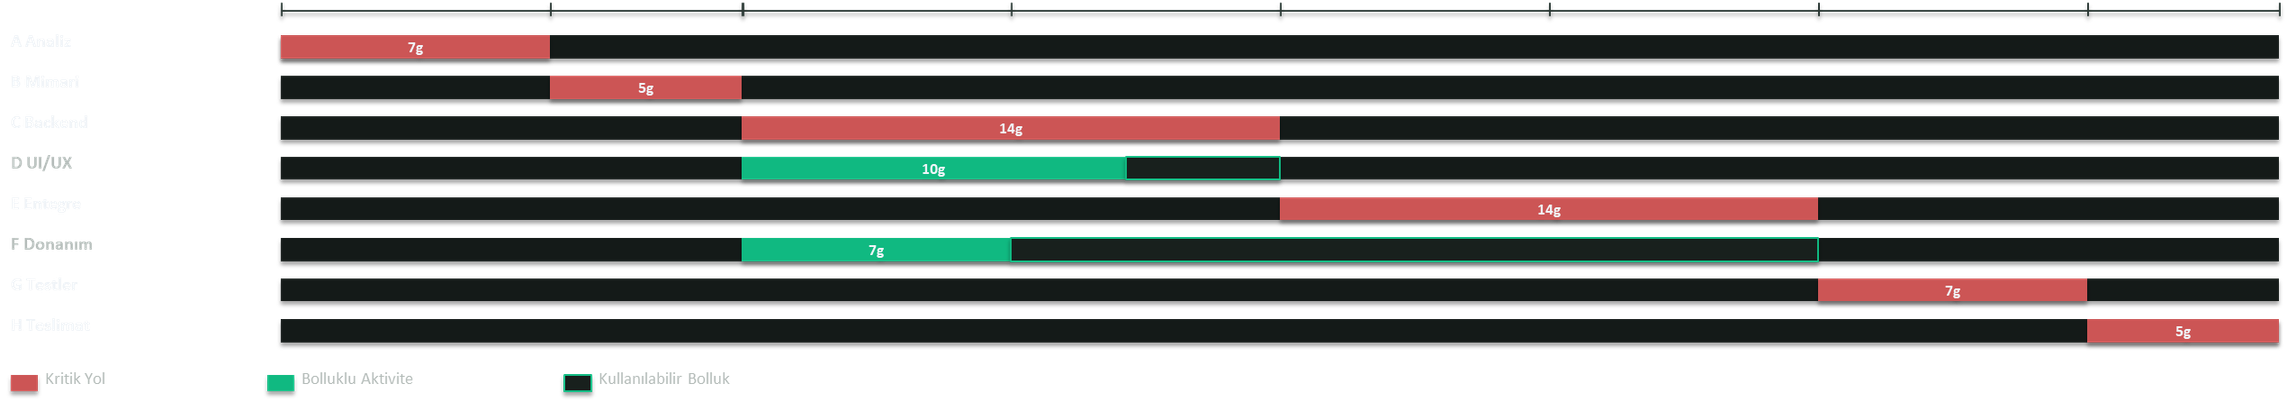 A Analiz
7g
B Mimari
5g
C Backend
14g
D UI/UX
10g
E Entegre
14g
F Donanım
7g
G Testler
7g
H Teslimat
5g
Kritik Yol Bolluklu Aktivite Kullanılabilir Bolluk